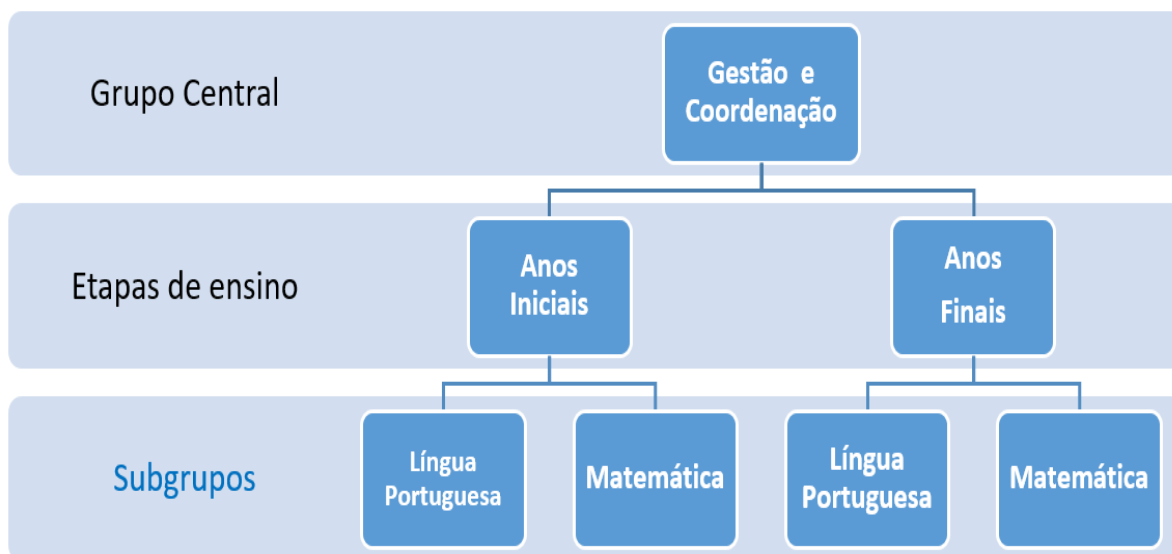 Grupo Central
Gestão e
Coordenação
Etapas de ensino
Anos
Iniciais
Anos
Finais
Subgrupos
Língua
Portuguesa
Matemática
Língua
Portuguesa
Matemática